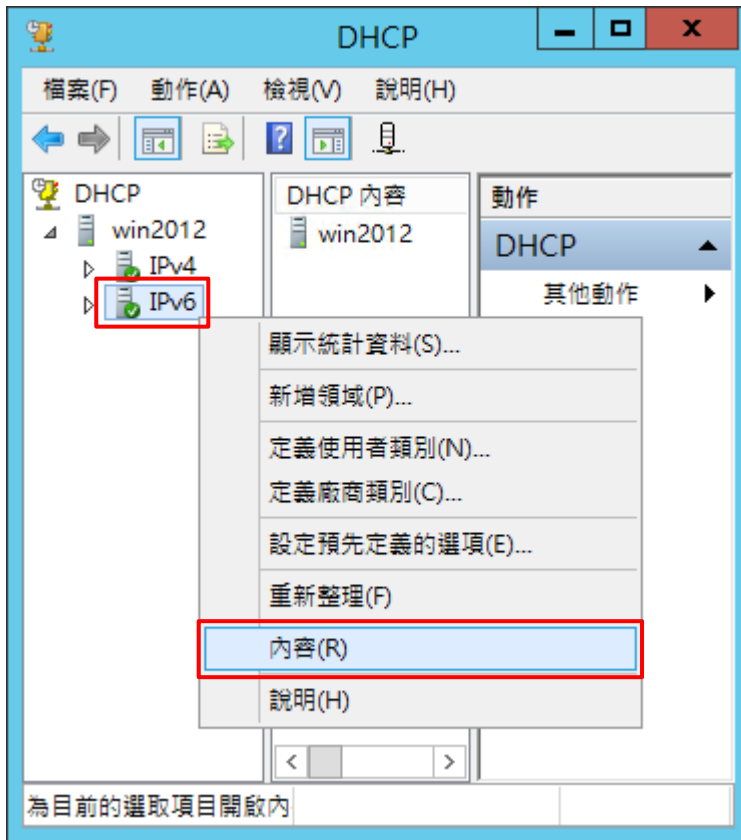 DHCP
檔案(F) 動作(A) 檢視(V) 說明(H)
DHCP
win2012
IPv4
IPv6
DHCP 內容
win2012
動作
DHCP
其他動作
顯示統計資料(S)...
新增領域(P)...
定義使用者類別(N)...
定義廠商類別(C)...
設定預先定義的選項(E)...
重新整理(F)
內容(R)
說明(H)
為目前的選取項目開啟內